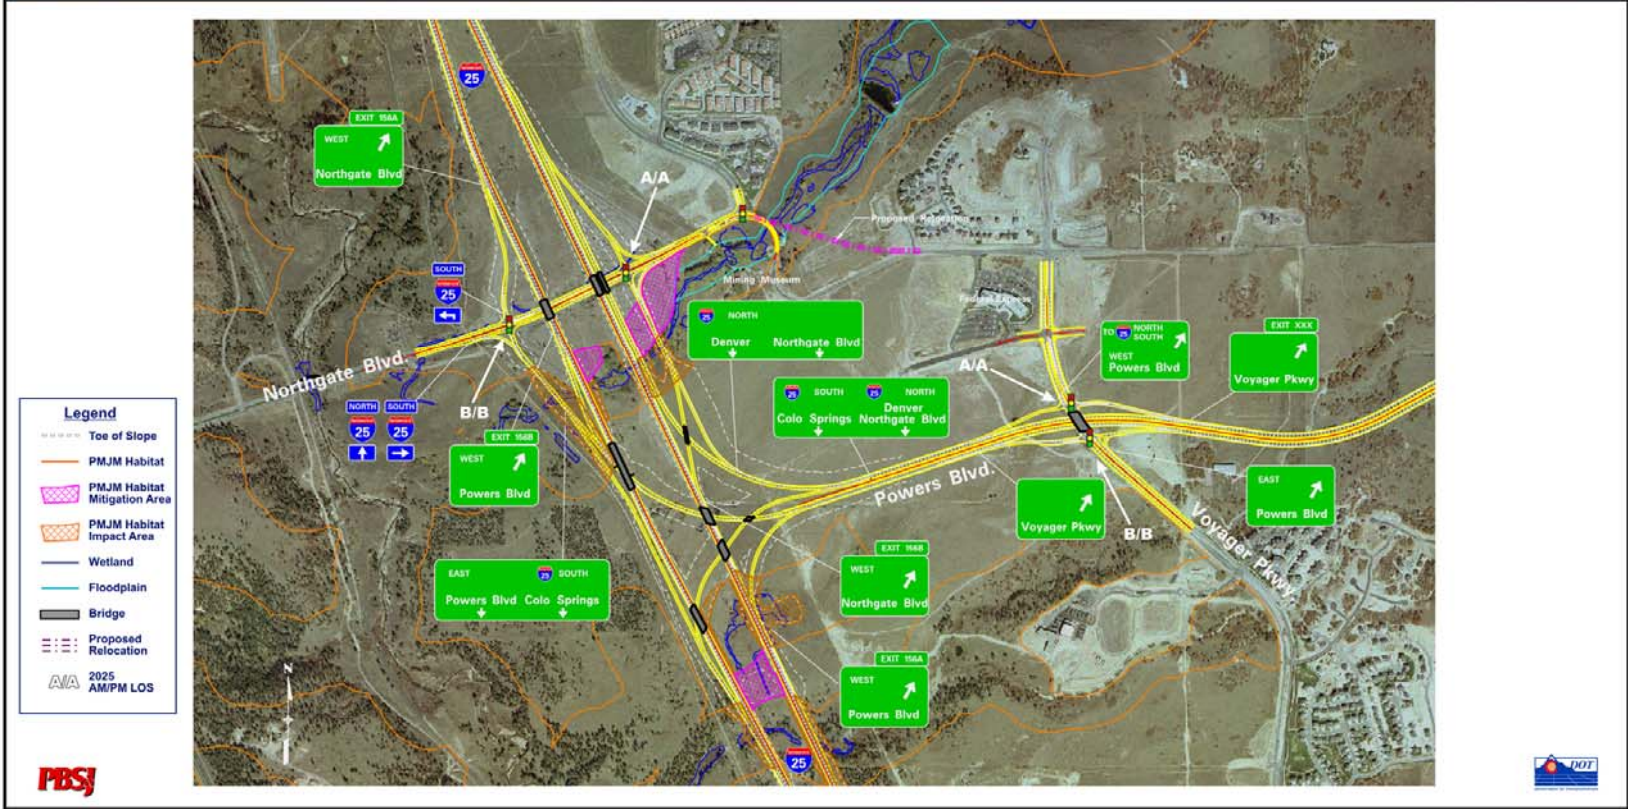 25
EXIT 156A
WEST
Northgate Blvd
A/A
Proposed Relocation
Mining Museum
SOUTH
25
Federal Express
25 NORTH
Denver Northgate Blvd
TO 25 NORTH
SOUTH
WEST
Powers Blvd
EXIT XXX
Voyager Pkwy
A/A
Northgate Blvd.
B/B
25 SOUTH 25 NORTH
Colo Springs Denver
Northgate Blvd
NORTH SOUTH
25 25
EXIT 156B
WEST
Powers Blvd
Powers Blvd.
Voyager Pkwy
EAST
Powers Blvd
B/B
Voyager Pkwy.
EXIT 156B
WEST
Northgate Blvd
EAST 25 SOUTH
Powers Blvd Colo Springs
EXIT 156A
WEST
Powers Blvd
25
N
Legend
Toe of Slope
PMJM Habitat
PMJM Habitat
Mitigation Area
PMJM Habitat
Impact Area
Wetland
Floodplain
Bridge
Proposed
Relocation
A/A 2025
AM/PM LOS
PBSJ
DOT